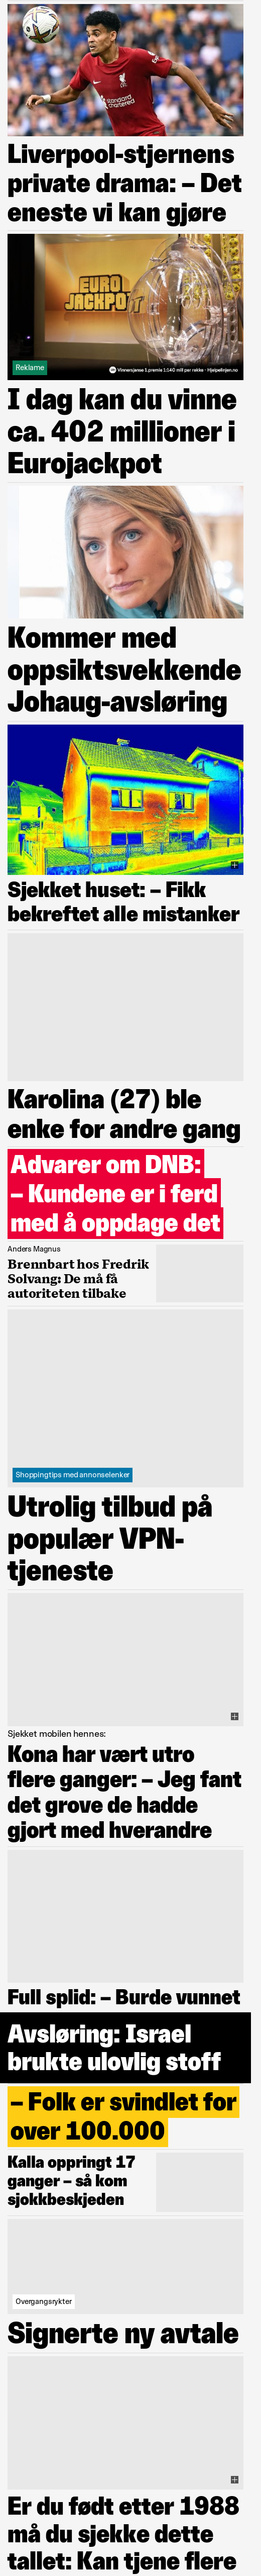 Liverpool-stjernens
private drama: – Det
eneste vi kan gjøre
EURO
JACKPOT
Reklame
Vinnersjanse 1.premie 1:140 mill per rekke - Hjelpelinjen.no
I dag kan du vinne
ca. 402 millioner i
Eurojackpot
Kommer med
oppsiktsvekkende
Johaug-avsløring
Sjekket huset: – Fikk
bekreftet alle mistanker
Karolina (27) ble
enke for andre gang
Advarer om DNB:
– Kundene er i ferd
med å oppdage det
Anders Magnus
Brennbart hos Fredrik
Solvang: De må få
autoriteten tilbake
Shoppingtips med annonselenker
Utrolig tilbud på
populær VPN-
tjeneste
Sjekket mobilen hennes:
Kona har vært utro
flere ganger: – Jeg fant
det grove de hadde
gjort med hverandre
Full splid: – Burde vunnet
Avsløring: Israel
brukte ulovlig stoff
– Folk er svindlet for
over 100.000
Kalla oppringt 17
ganger – så kom
sjokkbeskjeden
Overgangsrykter
Signerte ny avtale
Er du født etter 1988
må du sjekke dette
tallet: Kan tjene flere